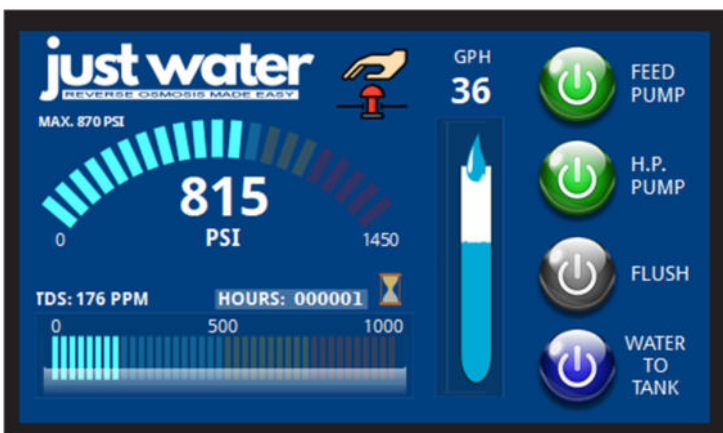 just water
REVERSE OSMOSIS MADE EASY
MAX. 870 PSI
815
PSI
0
1450
TDS: 176 PPM
HOURS: 000001
0
500
1000
GPH
36
FEED
PUMP
H.P.
PUMP
FLUSH
WATER
TO
TANK